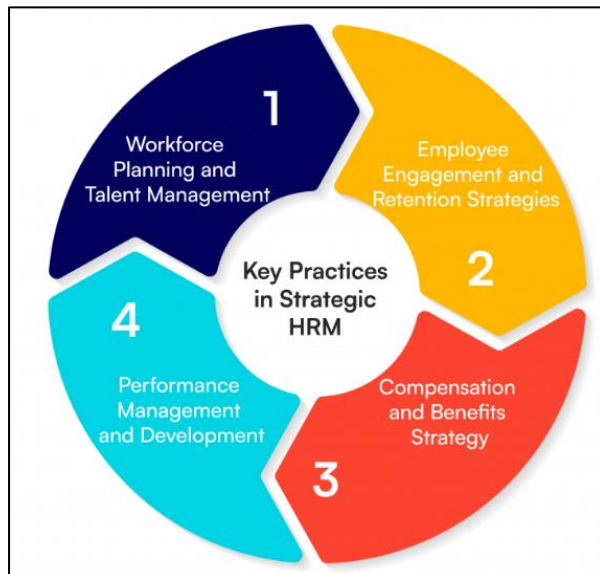 Key Practices
in Strategic
HRM
1
Workforce
Planning and
Talent Management
Employee
Engagement and
Retention Strategies
2
Compensation
and Benefits
Strategy
3
4
Performance
Management
and Development